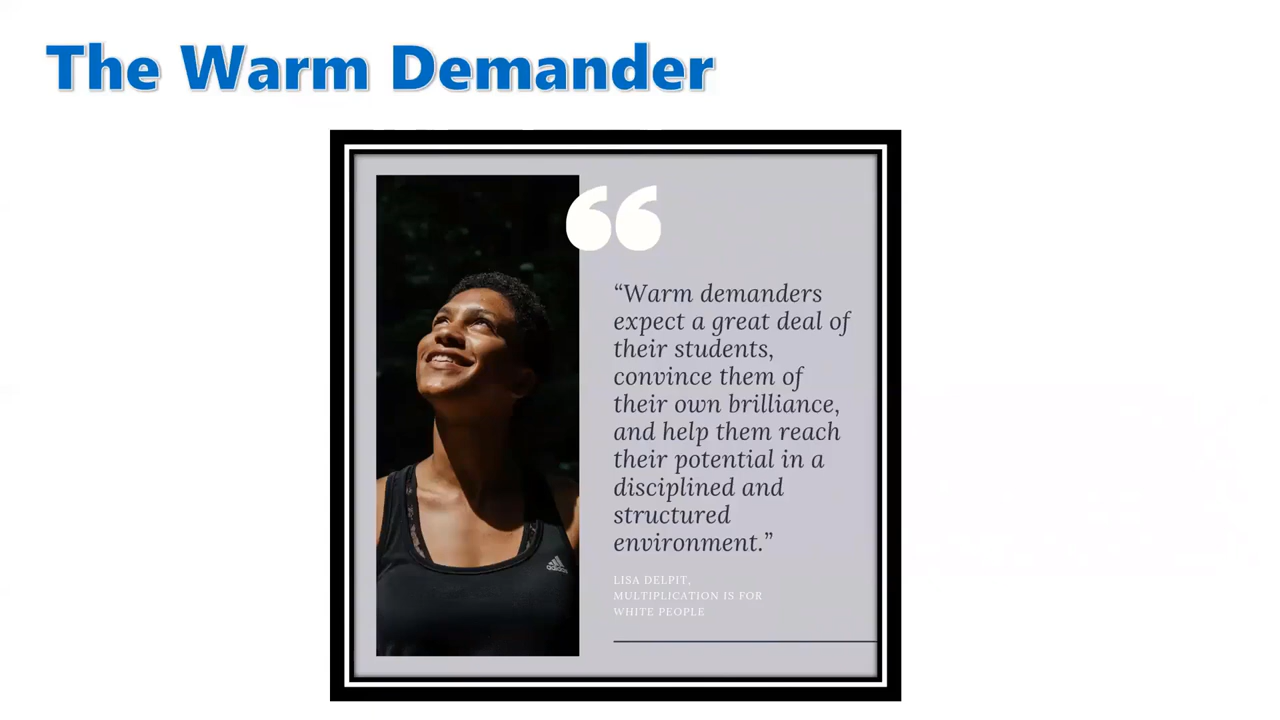 The Warm Demander
“Warm demanders
expect a great deal of
their students,
convince them of
their own brilliance,
and help them reach
their potential in a
disciplined and
structured
environment.”
LISA DELPIT,
MULTIPLICATION IS FOR
WHITE PEOPLE
adidas